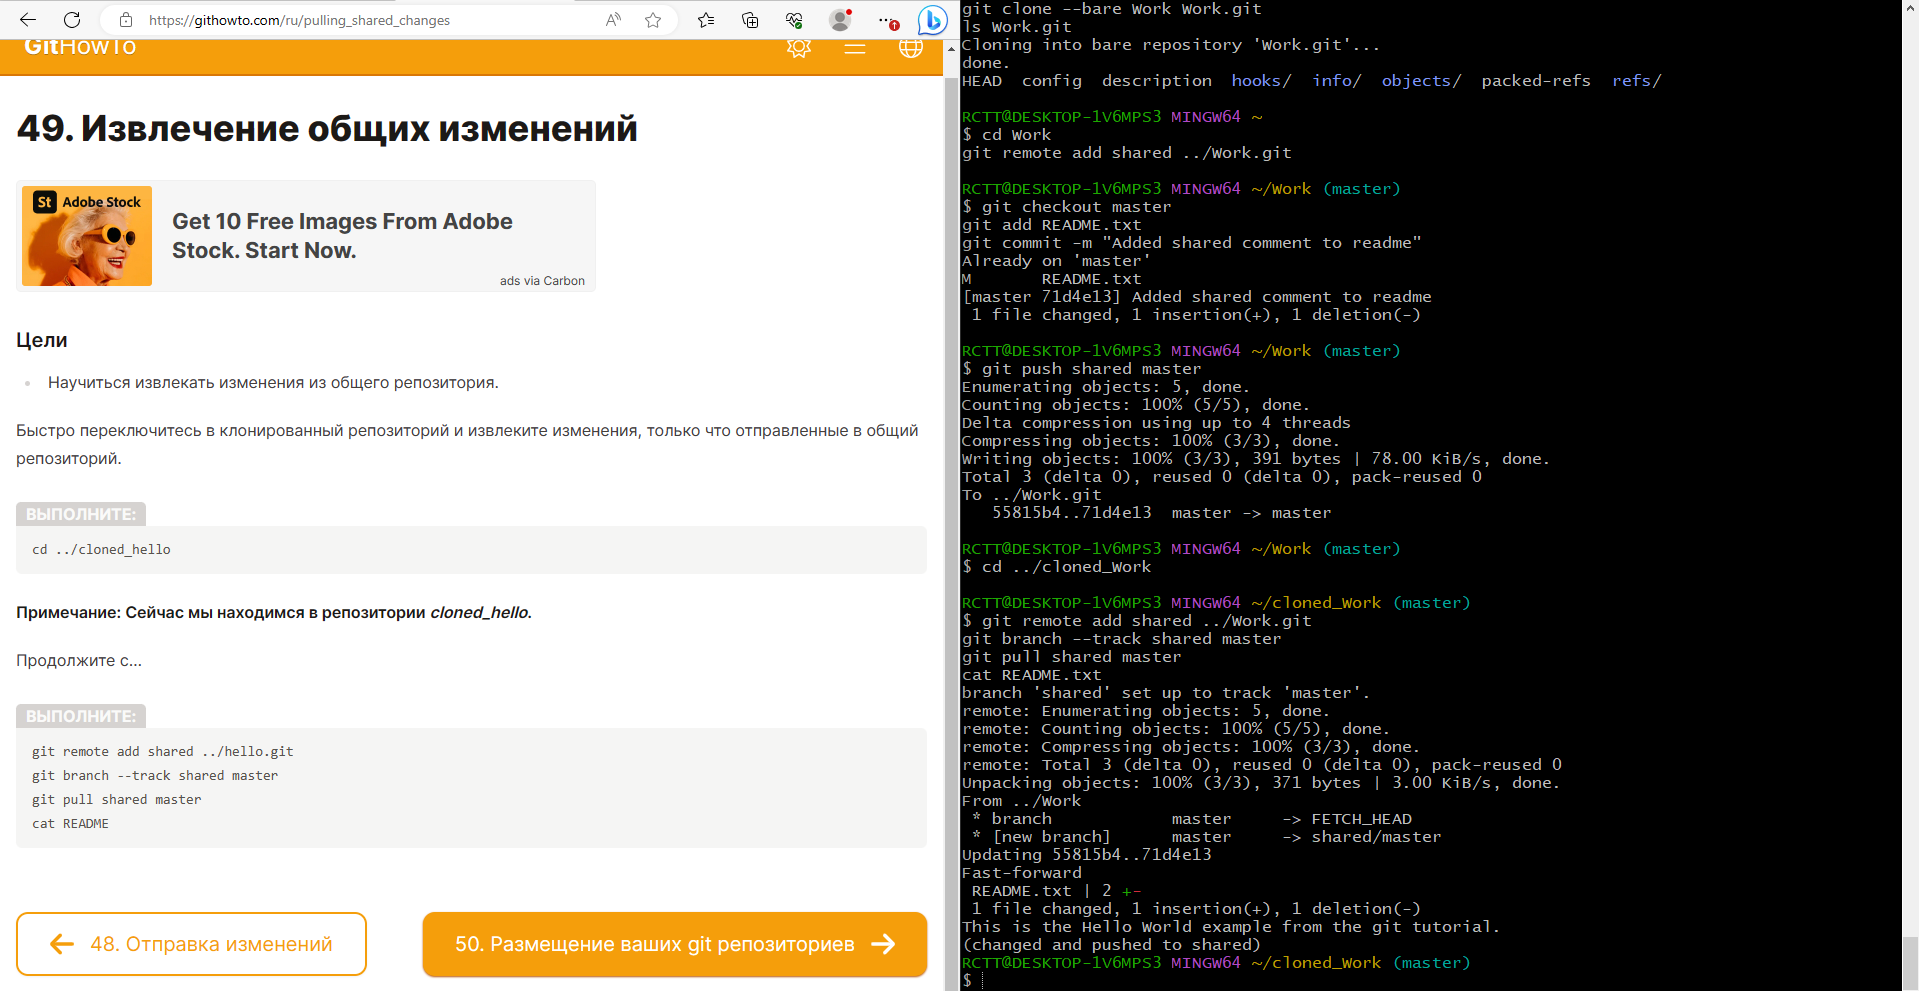 https://githowto.com/ru/pulling_shared_changes
GitHowTo
49. Извлечение общих изменений
St Adobe Stock
Get 10 Free Images From Adobe
Stock. Start Now.
ads via Carbon
Цели
Научиться извлекать изменения из общего репозитория.
Быстро переключитесь в клонированный репозиторий и извлеките изменения, только что отправленные в общий
репозиторий.
ВЫПОЛНИТЕ:
cd ../cloned_hello
Примечание: Сейчас мы находимся в репозитории cloned_hello.
Продолжите с...
ВЫПОЛНИТЕ:
git remote add shared ../hello.git
git branch --track shared master
git pull shared master
cat README
48. Отправка изменений
50. Размещение ваших git репозиториев
git clone --bare Work Work.git
ls Work.git
Cloning into bare repository 'Work.git'...
done.
HEAD config description hooks/ info/ objects/ packed-refs refs/
RCTT@DESKTOP-1V6MPS3 MINGW64 ~
$ cd Work
git remote add shared ../Work.git
RCTT@DESKTOP-1V6MPS3 MINGW64 ~/Work (master)
$ git checkout master
git add README.txt
git commit -m "Added shared comment to readme"
Already on 'master'
M README.txt
[master 71d4e13] Added shared comment to readme
1 file changed, 1 insertion(+), 1 deletion(-)
RCTT@DESKTOP-1V6MPS3 MINGW64 ~/Work (master)
$ git push shared master
Enumerating objects: 5, done.
Counting objects: 100% (5/5), done.
Delta compression using up to 4 threads
Compressing objects: 100% (3/3), done.
Writing objects: 100% (3/3), 391 bytes | 78.00 KiB/s, done.
Total 3 (delta 0), reused 0 (delta 0), pack-reused 0
To ../Work.git
55815b4..71d4e13 master -> master
RCTT@DESKTOP-1V6MPS3 MINGW64 ~/Work (master)
$ cd ../cloned_Work
RCTT@DESKTOP-1V6MPS3 MINGW64 ~/cloned_Work (master)
$ git remote add shared ../Work.git
git branch --track shared master
git pull shared master
cat README.txt
branch 'shared' set up to track 'master'.
remote: Enumerating objects: 5, done.
remote: Counting objects: 100% (5/5), done.
remote: Compressing objects: 100% (3/3), done.
remote: Total 3 (delta 0), reused 0 (delta 0), pack-reused 0
Unpacking objects: 100% (3/3), 371 bytes | 3.00 KiB/s, done.
From ../Work
* branch master -> FETCH_HEAD
* [new branch] master -> shared/master
Updating 55815b4..71d4e13
Fast-forward
README.txt | 2 +-
1 file changed, 1 insertion(+), 1 deletion(-)
This is the Hello World example from the git tutorial.
(changed and pushed to shared)
RCTT@DESKTOP-1V6MPS3 MINGW64 ~/cloned_Work (master)
$